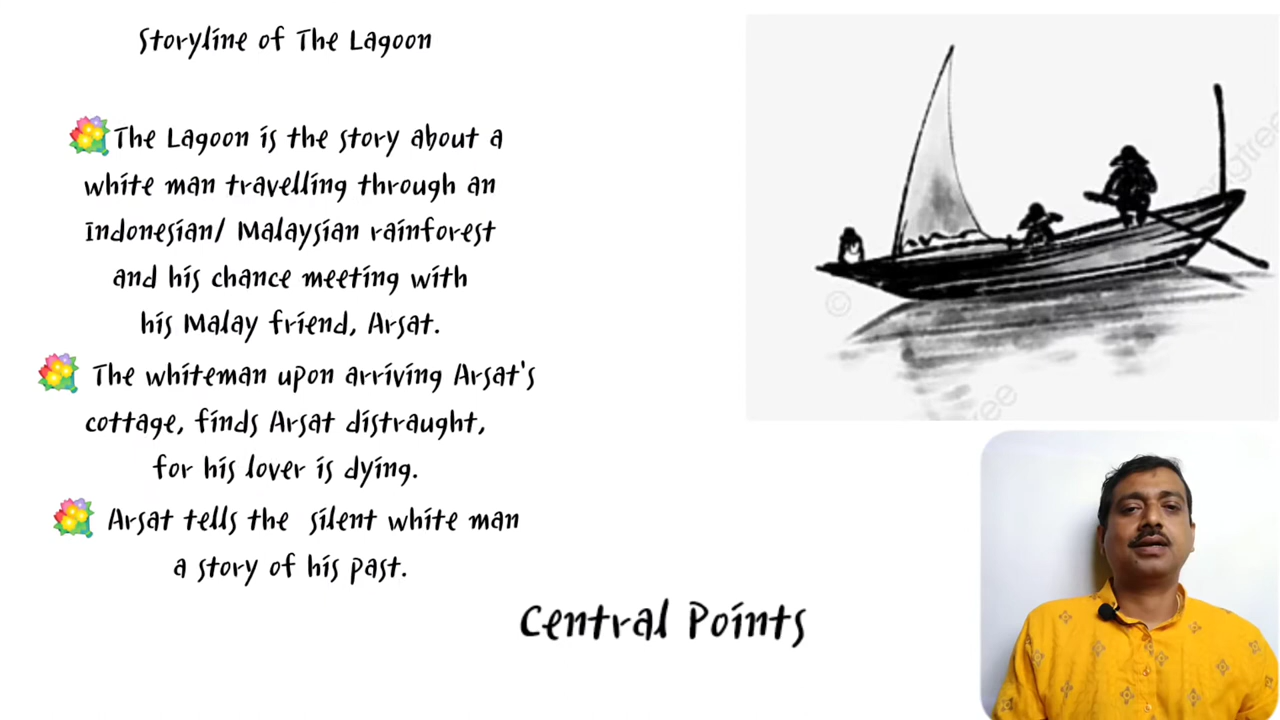 Storyline of The Lagoon
The Lagoon is the story about a
white man travelling through an
Indonesian/ Malaysian rainforest
and his chance meeting with
his Malay friend, Arsat.
The whiteman upon arriving Arsat's
cottage, finds Arsat distraught,
for his lover is dying.
Arsat tells the silent white man
a story of his past.
Central Points